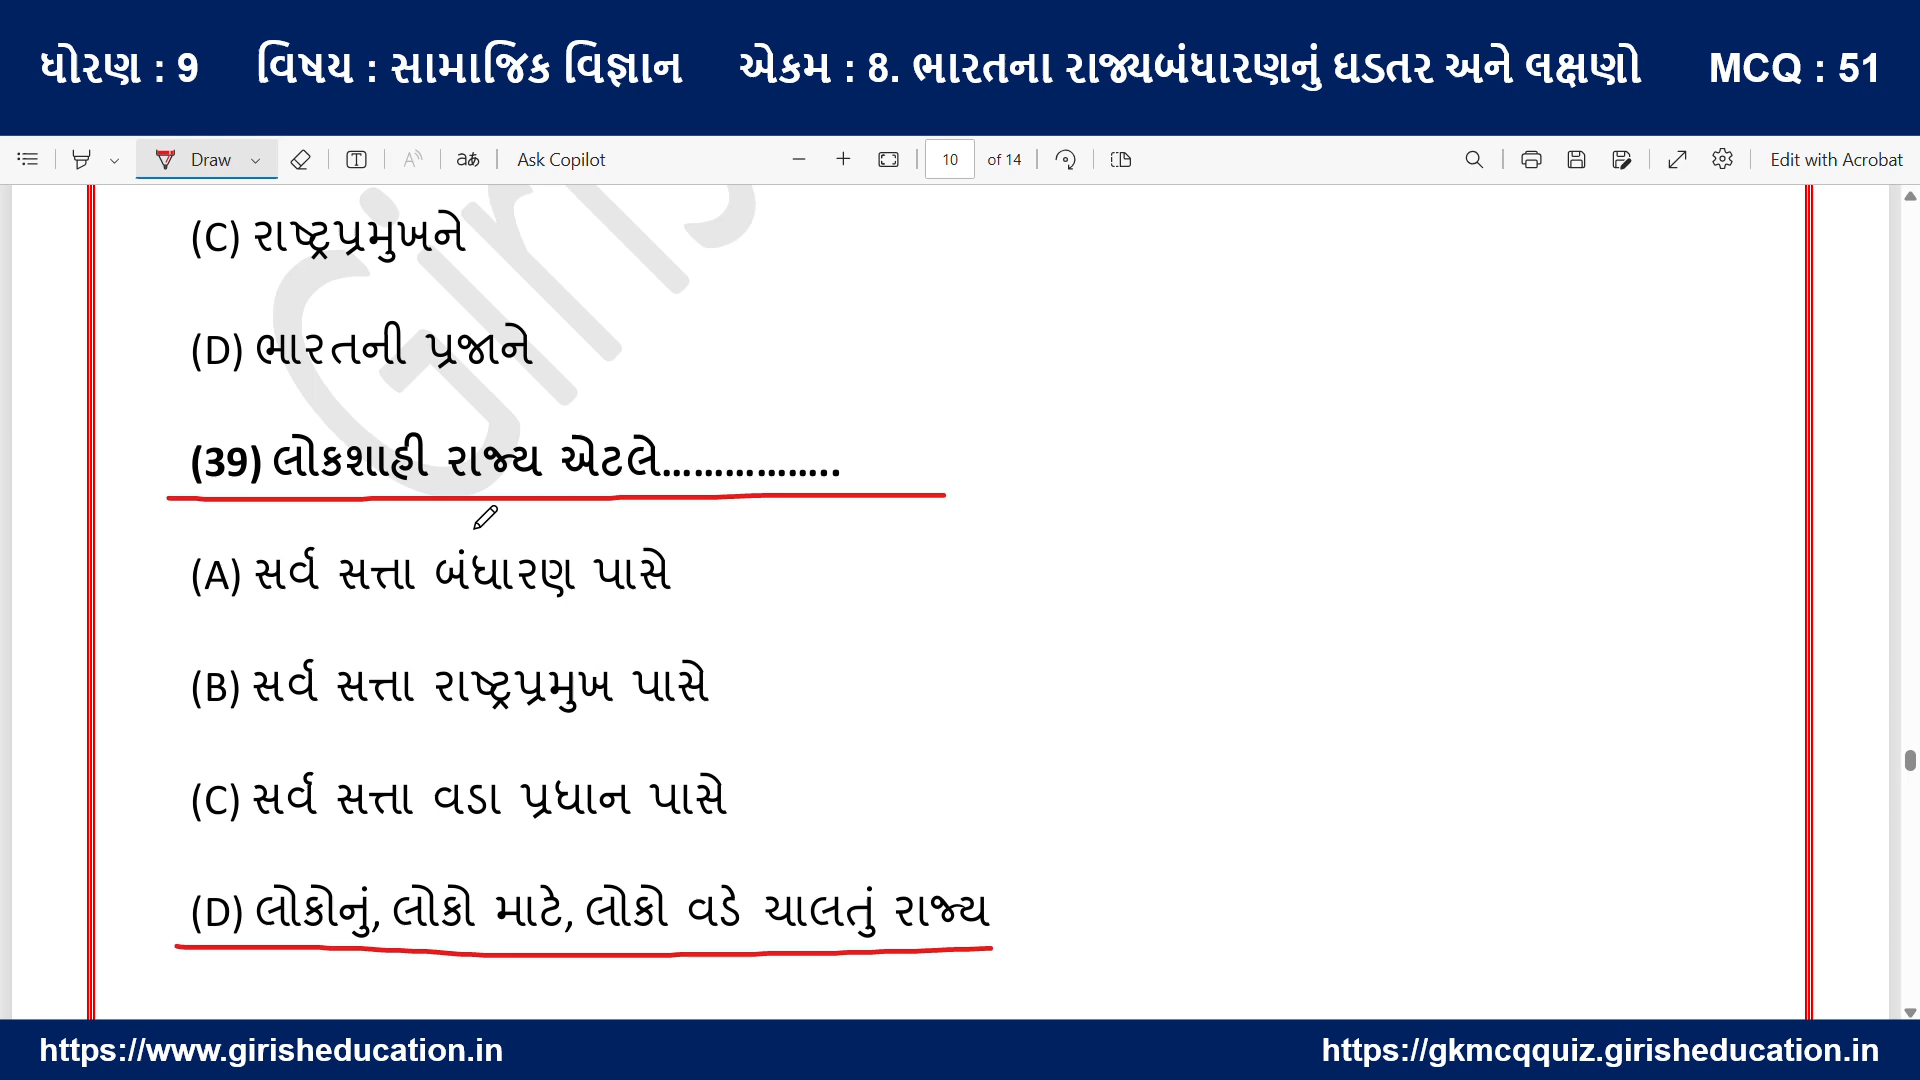 ધોરણ : 9 વિષય : સામાજિક વિજ્ઞાન એકમ : 8. ભારતના રાજ્યબંધારણનું ઘડતર અને લક્ષણો MCQ : 51
Draw Ask Copilot 10 of 14 Edit with Acrobat
(C) રાષ્ટ્રપ્રમુખને
(D) ભારતની પ્રજાને
(39) લોકશાહી રાજ્ય એટલે.................
(A) સર્વ સત્તા બંધારણ પાસે
(B) સર્વ સત્તા રાષ્ટ્રપ્રમુખ પાસે
(C) સર્વ સત્તા વડા પ્રધાન પાસે
(D) લોકોનું, લોકો માટે, લોકો વડે ચાલતું રાજ્ય
https://www.girisheducation.in https://gkmcqquiz.girisheducation.in